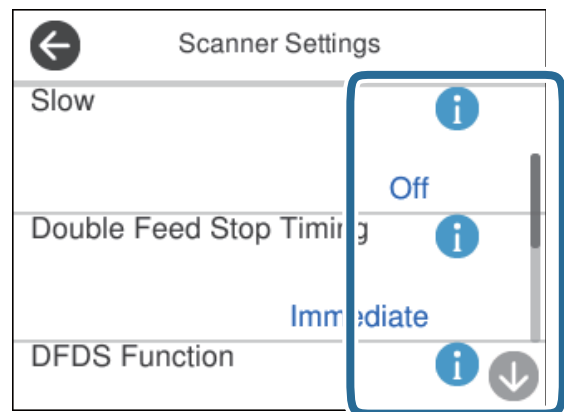 Scanner Settings
Slow
i
Off
Double Feed Stop Timing
i
Immediate
DFDS Function
i